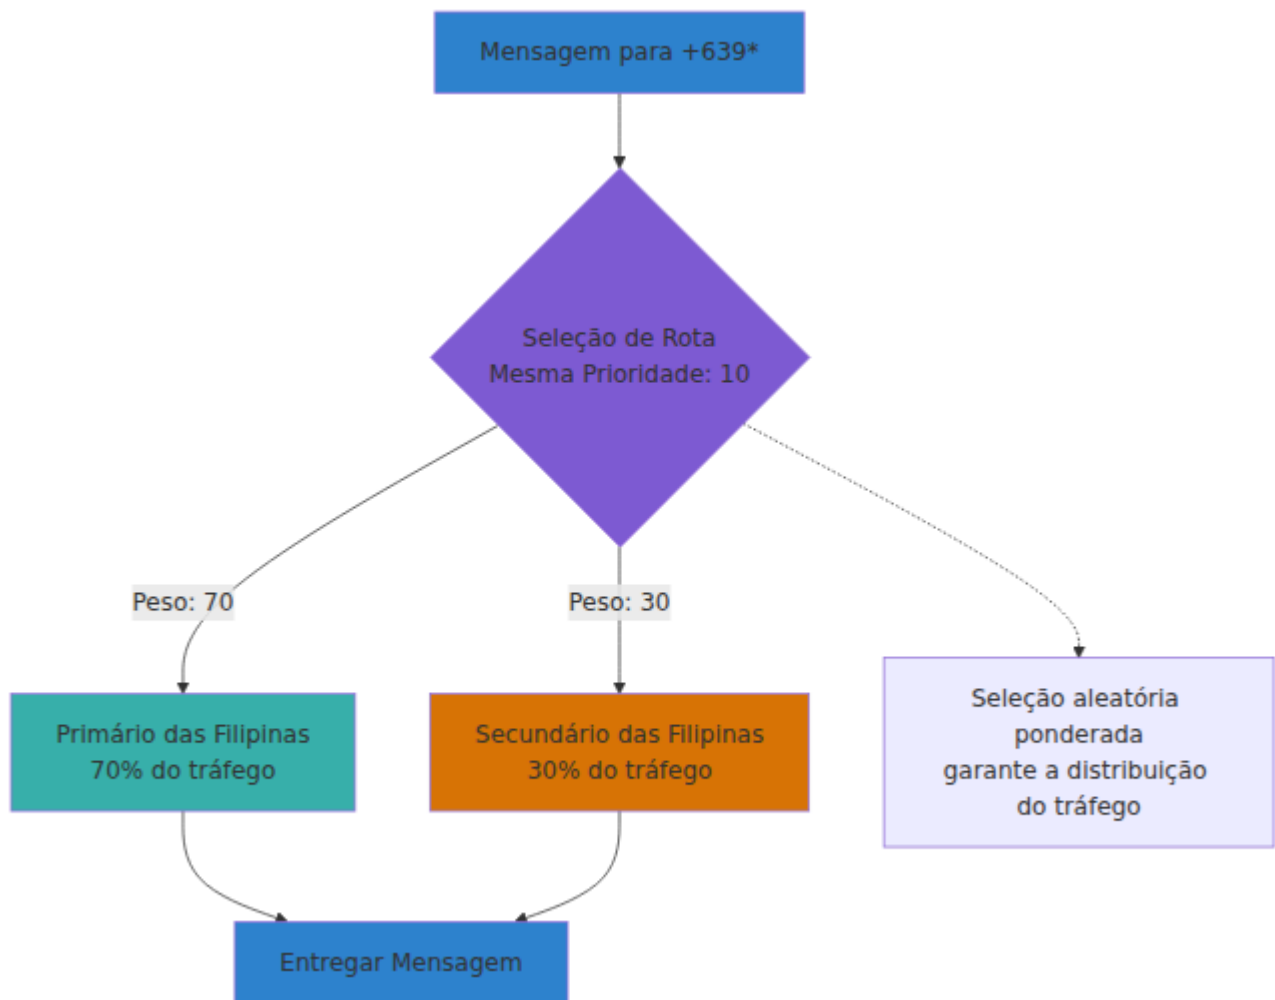 Mensagem para +639*
Seleção de Rota
Mesma Prioridade: 10
Peso: 70
Peso: 30
Primário das Filipinas
70% do tráfego
Secundário das Filipinas
30% do tráfego
Seleção aleatória
ponderada
garante a distribuição
do tráfego
Entregar Mensagem